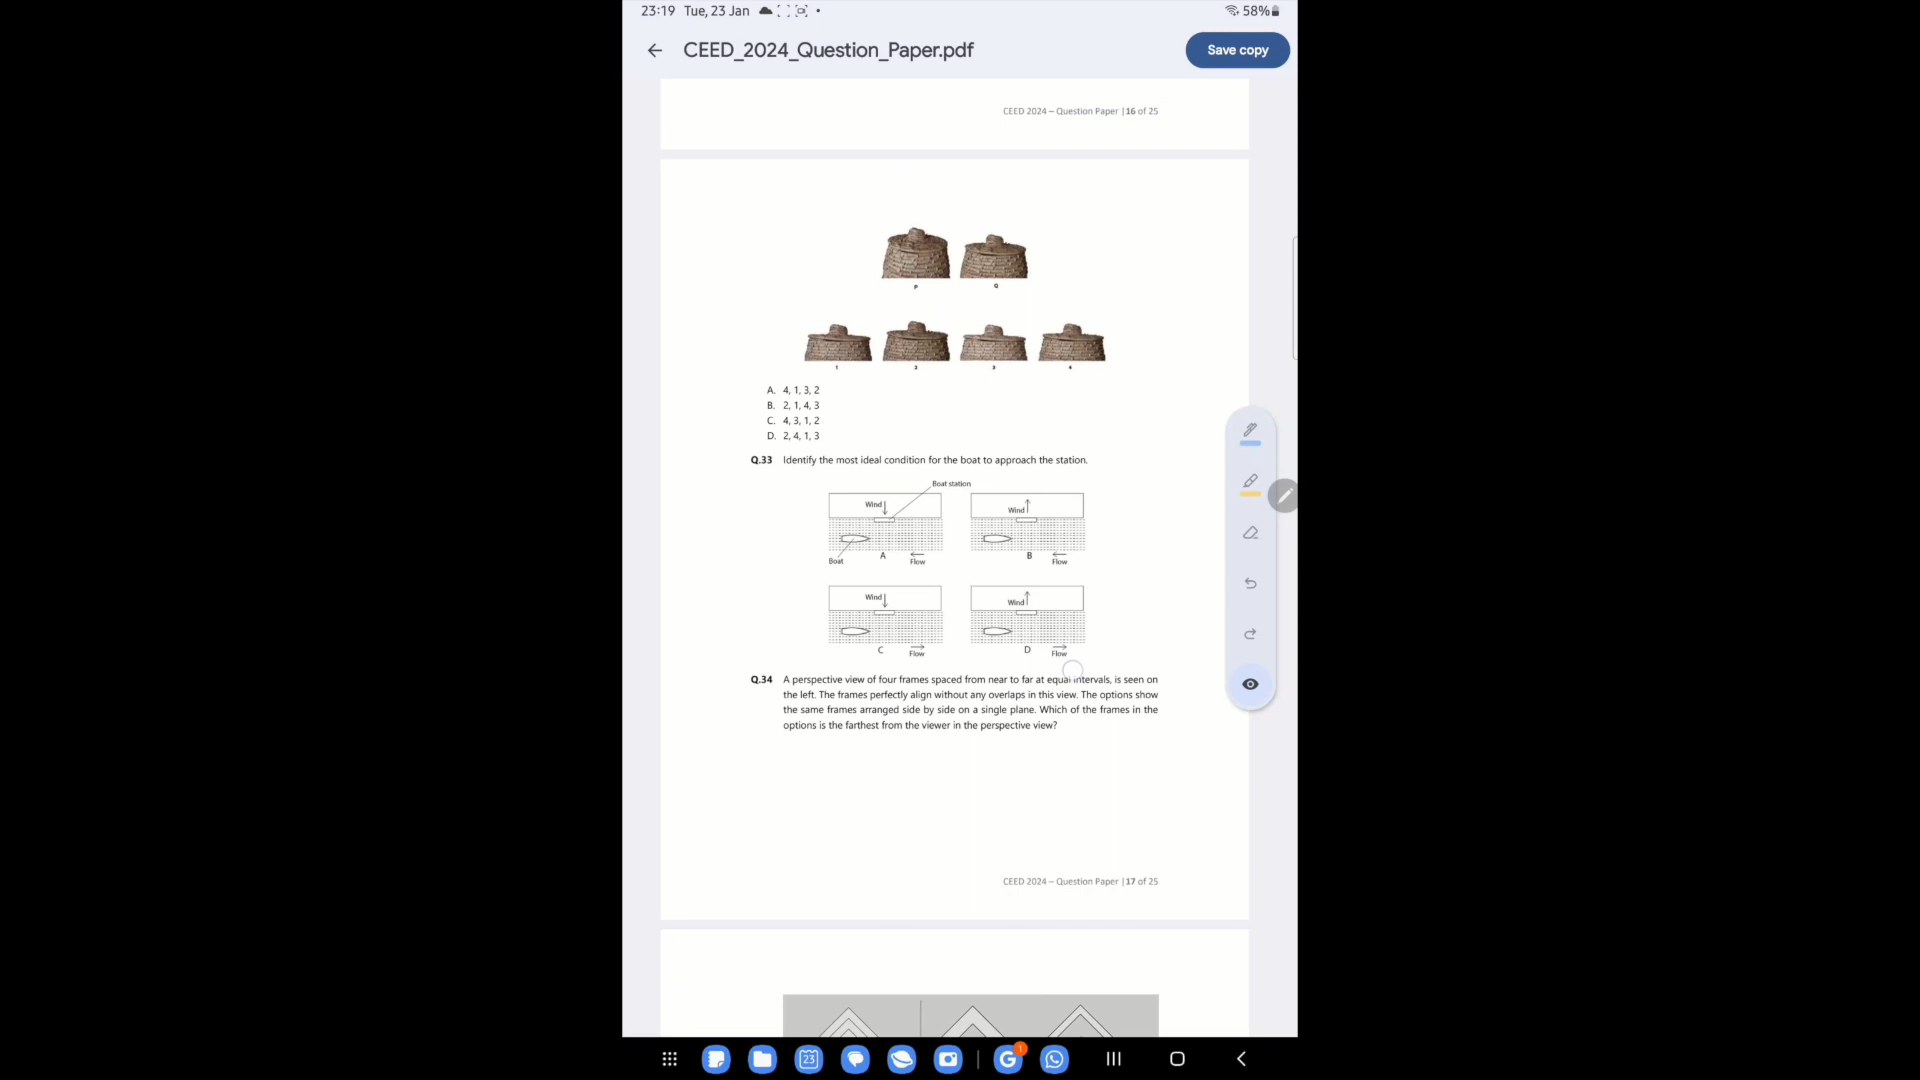 23:19 Tue, 23 Jan
58%
CEED_2024_Question_Paper.pdf
Save copy
CEED 2024 – Question Paper |16 of 25
P Q
1 2 3 4
A. 4, 1, 3, 2
B. 2, 1, 4, 3
C. 4, 3, 1, 2
D. 2, 4, 1, 3
Q.33 Identify the most ideal condition for the boat to approach the station.
Boat station
Wind
Wind
A
B
Boat
Flow
Flow
Wind
Wind
C
D
Flow
Flow
Q.34 A perspective view of four frames spaced from near to far at equal intervals, is seen on
the left. The frames perfectly align without any overlaps in this view. The options show
the same frames arranged side by side on a single plane. Which of the frames in the
options is the farthest from the viewer in the perspective view?
CEED 2024 – Question Paper |17 of 25
23
G
1